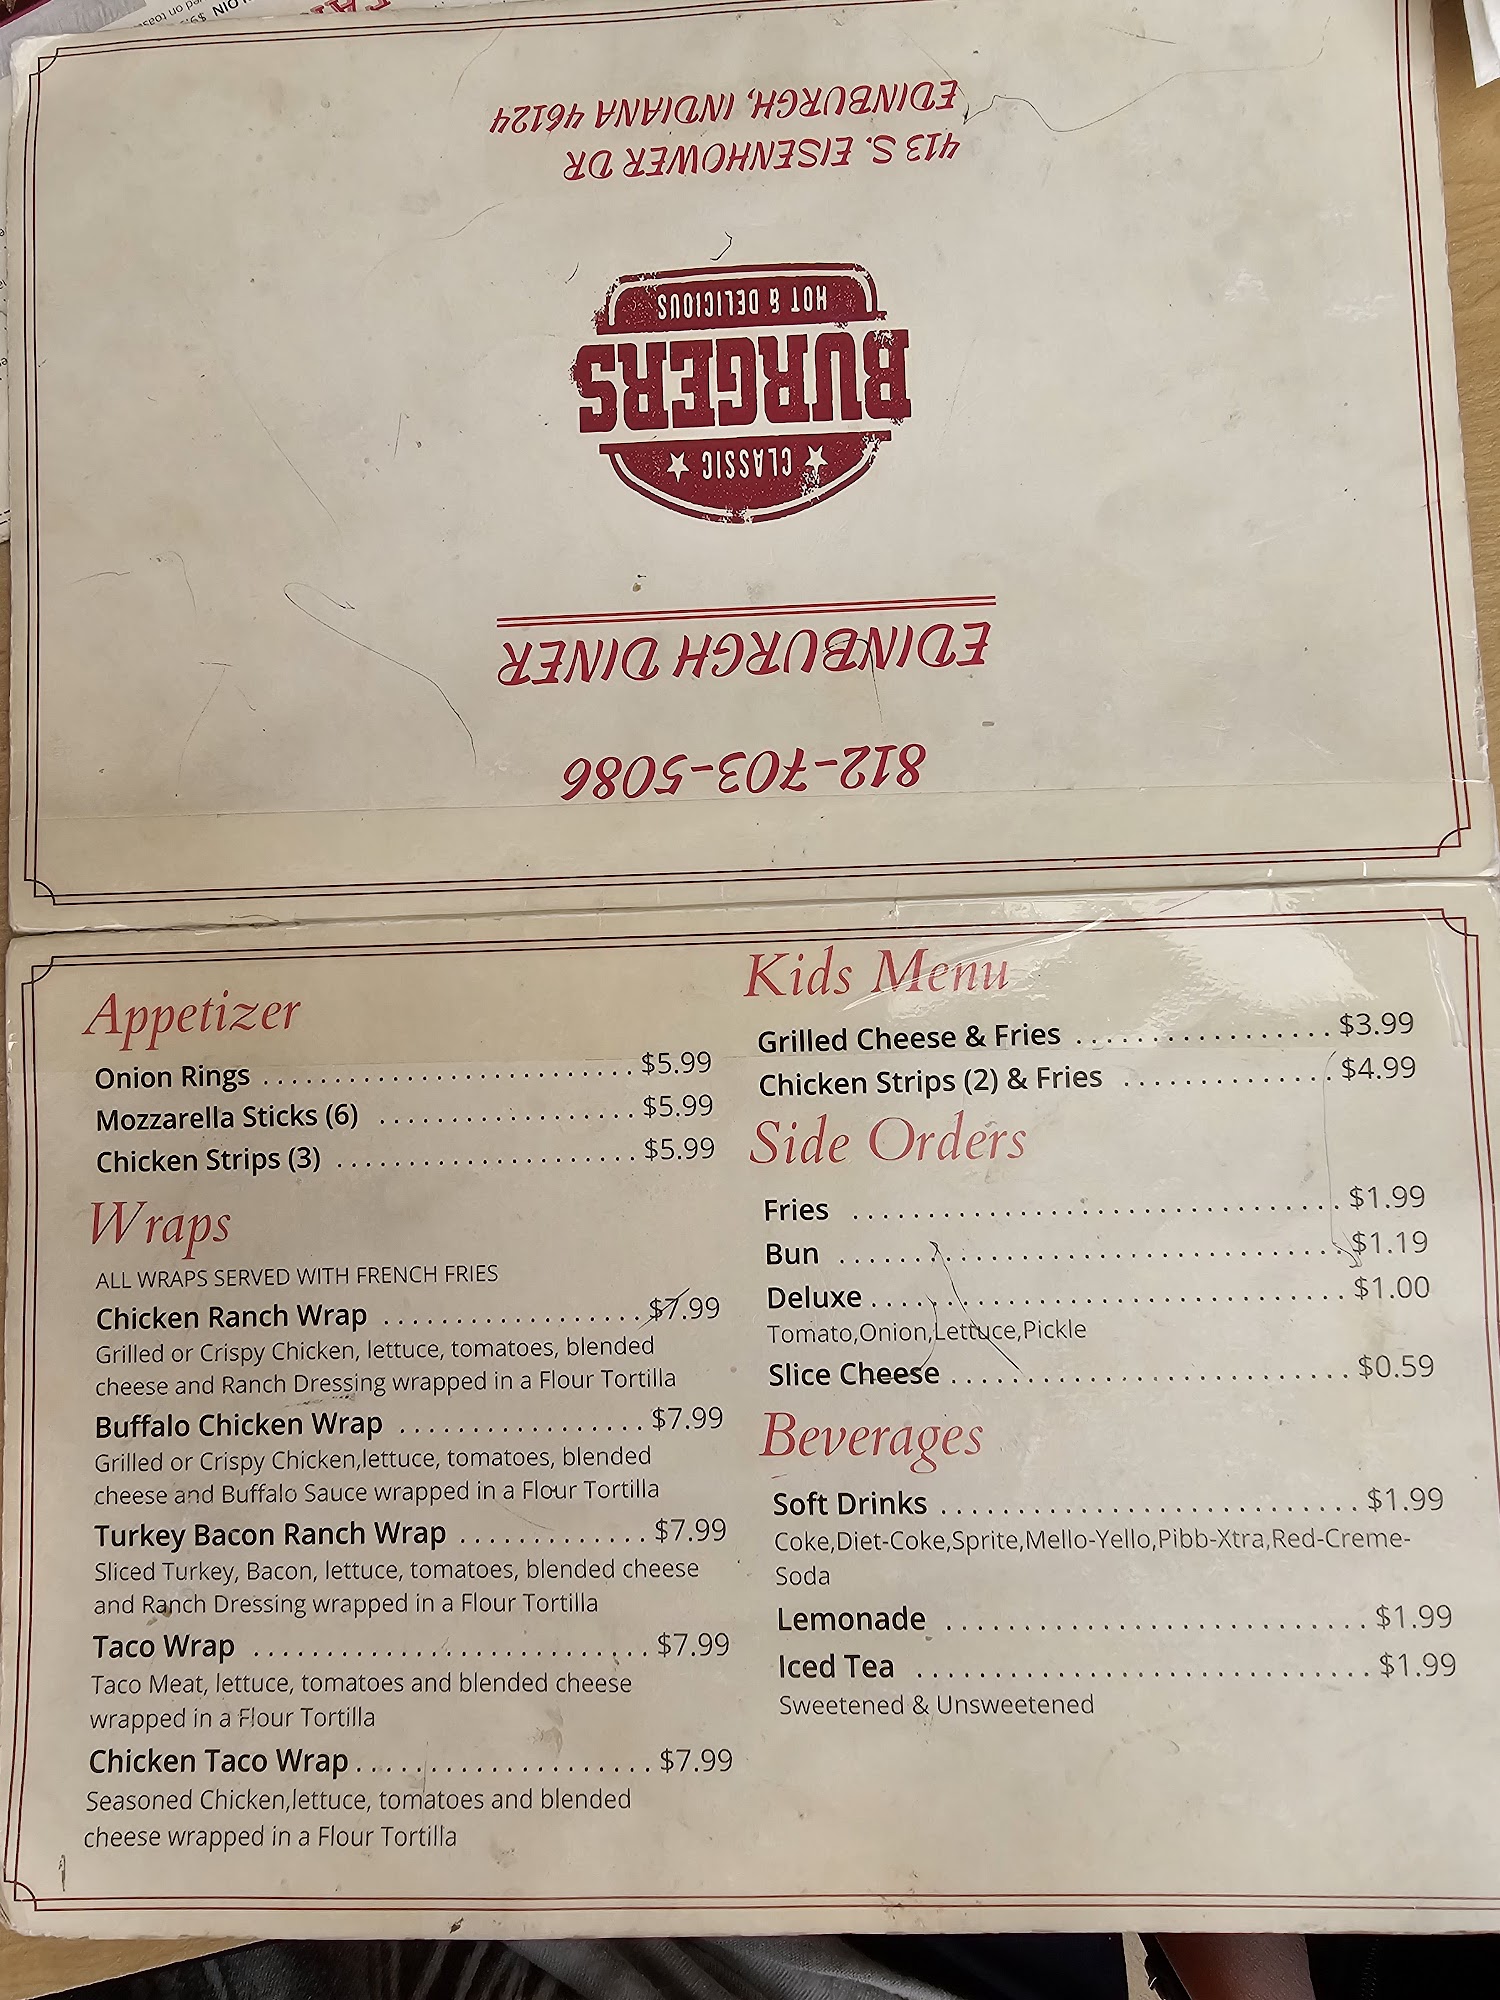 413 S. EISENHOWER DR
EDINBURGH, INDIANA 46124
CLASSIC
BURGERS
HOT & DELICIOUS
EDINBURGH DINER
812-703-5086
Appetizer
Onion Rings $5.99
Mozzarella Sticks (6) $5.99
Chicken Strips (3) $5.99
Wraps
ALL WRAPS SERVED WITH FRENCH FRIES
Chicken Ranch Wrap $7.99
Grilled or Crispy Chicken, lettuce, tomatoes, blended
cheese and Ranch Dressing wrapped in a Flour Tortilla
Buffalo Chicken Wrap $7.99
Grilled or Crispy Chicken,lettuce, tomatoes, blended
cheese and Buffalo Sauce wrapped in a Flour Tortilla
Turkey Bacon Ranch Wrap $7.99
Sliced Turkey, Bacon, lettuce, tomatoes, blended cheese
and Ranch Dressing wrapped in a Flour Tortilla
Taco Wrap $7.99
Taco Meat, lettuce, tomatoes and blended cheese
wrapped in a Flour Tortilla
Chicken Taco Wrap $7.99
Seasoned Chicken,lettuce, tomatoes and blended
cheese wrapped in a Flour Tortilla
Kids Menu
Grilled Cheese & Fries $3.99
Chicken Strips (2) & Fries $4.99
Side Orders
Fries $1.99
Bun $1.19
Deluxe $1.00
Tomato,Onion,Lettuce,Pickle
Slice Cheese $0.59
Beverages
Soft Drinks $1.99
Coke,Diet-Coke,Sprite,Mello-Yello,Pibb-Xtra,Red-Creme-
Soda
Lemonade $1.99
Iced Tea $1.99
Sweetened & Unsweetened